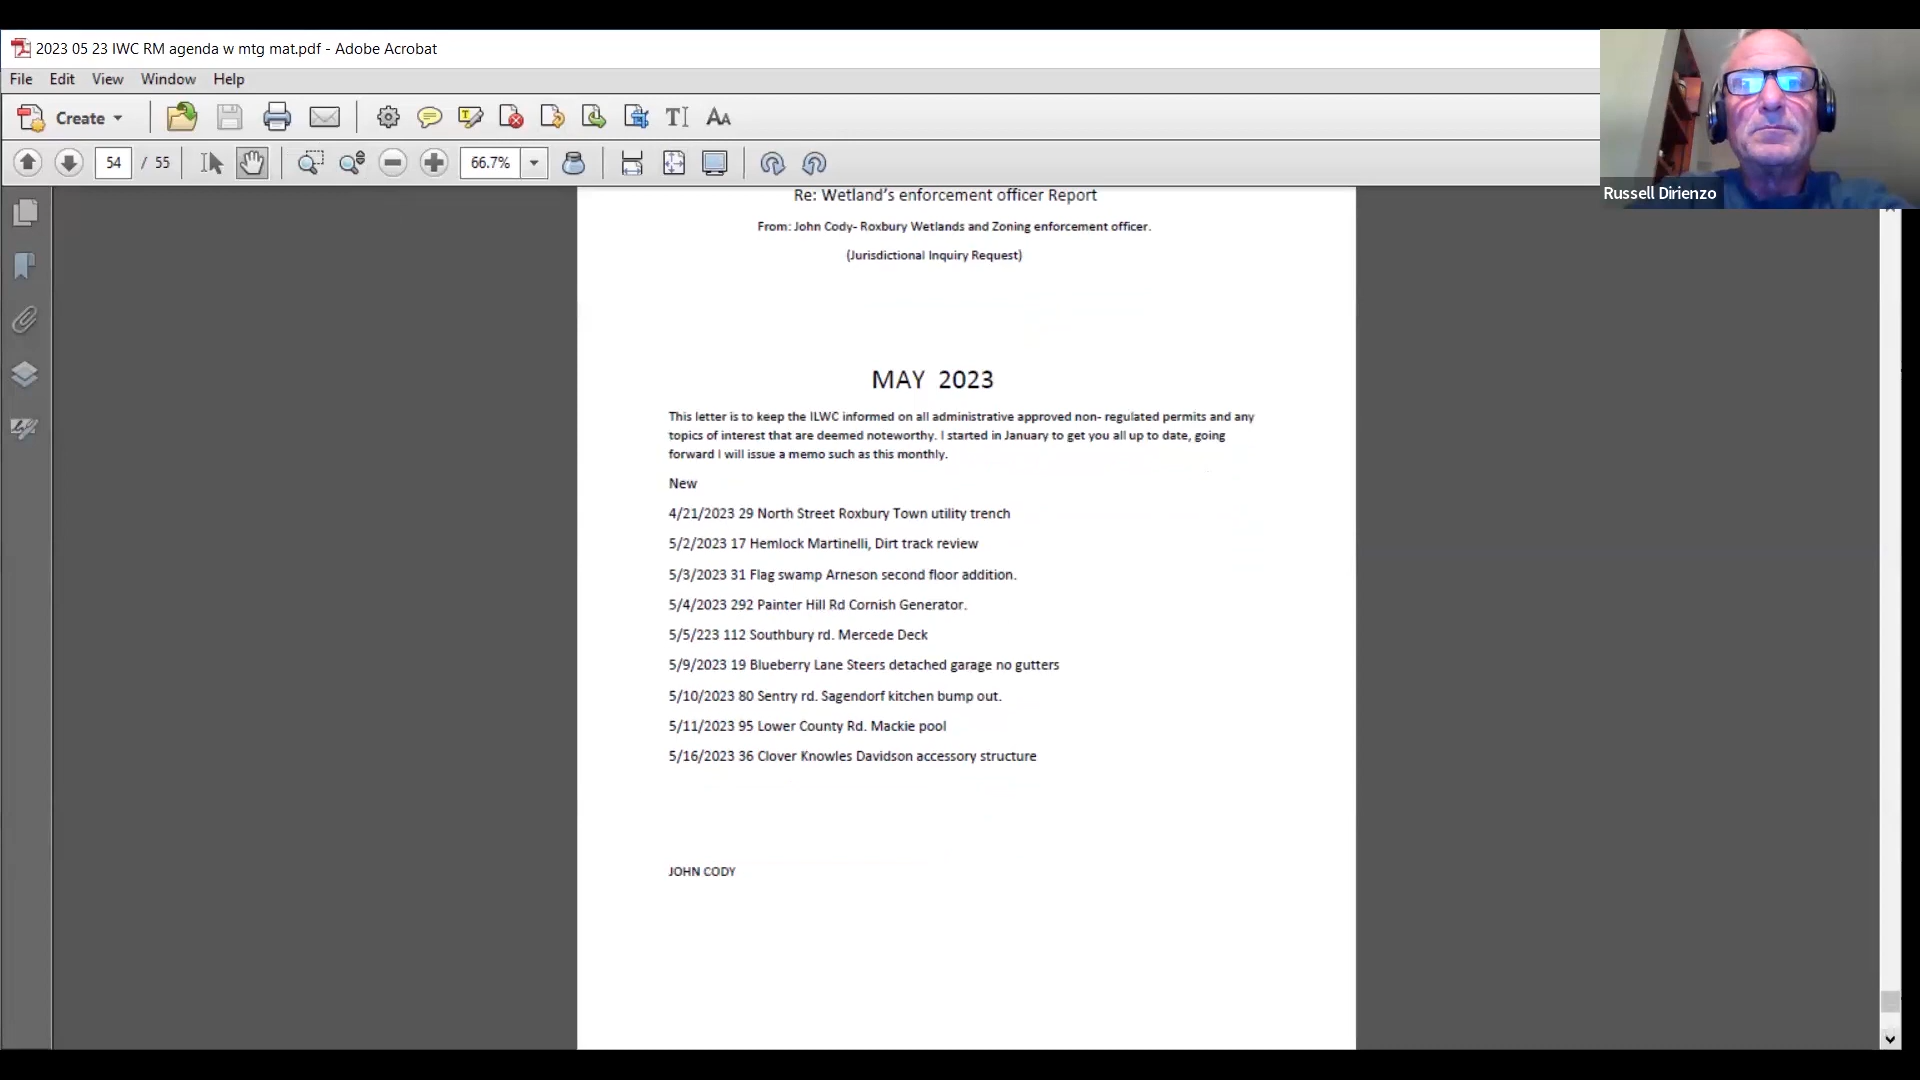 2023 05 23 IWC RM agenda w mtg mat.pdf - Adobe Acrobat
File Edit View Window Help
Create
54 / 55 66.7%
Russell Dirienzo
Re: Wetland's enforcement officer Report
From: John Cody- Roxbury Wetlands and Zoning enforcement officer.
(Jurisdictional Inquiry Request)
MAY 2023
This letter is to keep the ILWC informed on all administrative approved non- regulated permits and any
topics of interest that are deemed noteworthy. I started in January to get you all up to date, going
forward I will issue a memo such as this monthly.
New
4/21/2023 29 North Street Roxbury Town utility trench
5/2/2023 17 Hemlock Martinelli, Dirt track review
5/3/2023 31 Flag swamp Arneson second floor addition.
5/4/2023 292 Painter Hill Rd Cornish Generator.
5/5/223 112 Southbury rd. Mercede Deck
5/9/2023 19 Blueberry Lane Steers detached garage no gutters
5/10/2023 80 Sentry rd. Sagendorf kitchen bump out.
5/11/2023 95 Lower County Rd. Mackie pool
5/16/2023 36 Clover Knowles Davidson accessory structure
JOHN CODY